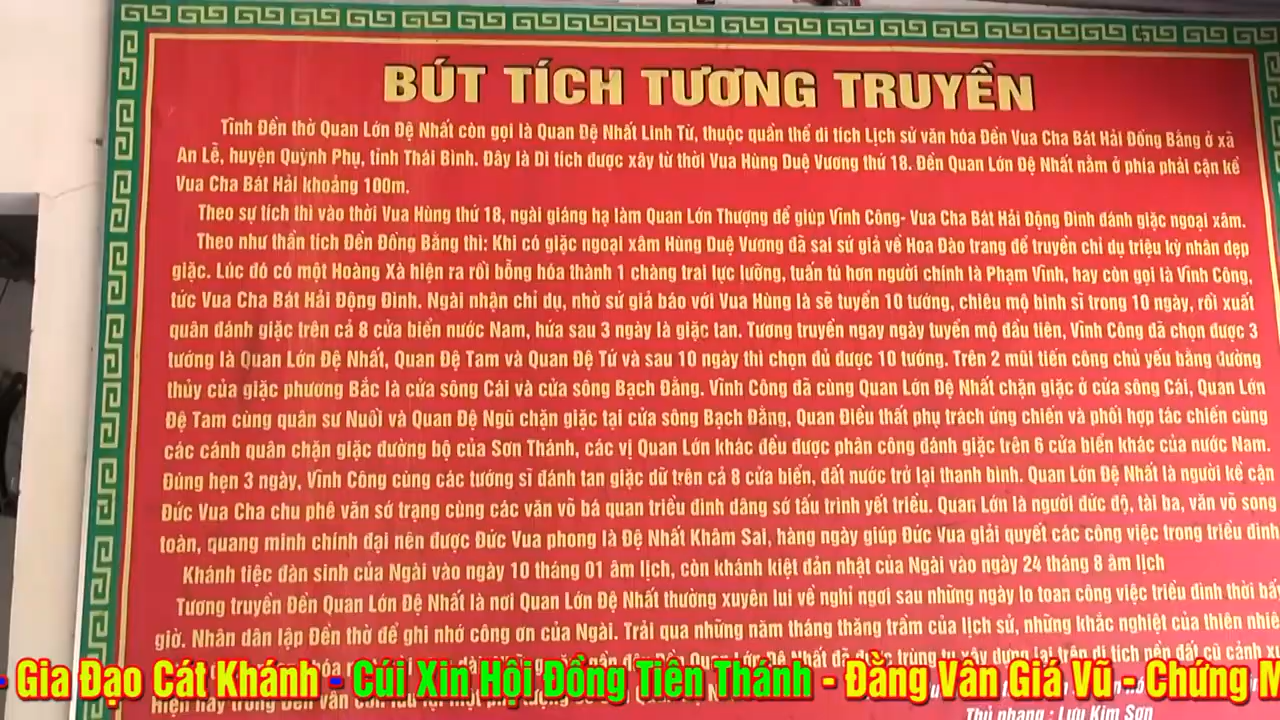 BÚT TÍCH TƯƠNG TRUYỀN
Tĩnh Đền thờ Quan Lớn Đệ Nhất còn gọi là Quan Đệ Nhất Linh Từ, thuộc quần thể di tích Lịch sử văn hóa Đền Vua Cha Bát Hải Đồng Bằng ở xã
An Lễ, huyện Quỳnh Phụ, tỉnh Thái Bình. Đây là Di tích được xây từ thời Vua Hùng Duệ Vương thứ 18. Đền Quan Lớn Đệ Nhất nằm ở phía phải cận kề
Vua Cha Bát Hải khoảng 100m.
Theo sự tích thì vào thời Vua Hùng thứ 18, ngài giáng hạ làm Quan Lớn Thượng để giúp Vĩnh Công- Vua Cha Bát Hải Động Đình đánh giặc ngoại xâm.
Theo như thần tích Đền Đồng Bằng thì: Khi có giặc ngoại xâm Hùng Duệ Vương đã sai sứ giả về Hoa Đào trang để truyền chỉ dụ triệu kỳ nhân dẹp
giặc. Lúc đó có một Hoàng Xà hiện ra rồi bỗng hóa thành 1 chàng trai lực lưỡng, tuấn tú hơn người chính là Phạm Vĩnh, hay còn gọi là Vĩnh Công,
tức Vua Cha Bát Hải Động Đình. Ngài nhận chỉ dụ, nhờ sứ giả báo với Vua Hùng là sẽ tuyển 10 tướng, chiêu mộ binh sĩ trong 10 ngày, rồi xuất
quân đánh giặc trên cả 8 cửa biển nước Nam, hứa sau 3 ngày là giặc tan. Tương truyền ngay ngày tuyển mộ đầu tiên, Vĩnh Công đã chọn được 3
tướng là Quan Lớn Đệ Nhất, Quan Đệ Tam và Quan Đệ Tứ và sau 10 ngày thì chọn đủ được 10 tướng. Trên 2 mũi tiến công chủ yếu bằng đường
thủy của giặc phương Bắc là cửa sông Cái và cửa sông Bạch Đằng. Vĩnh Công đã cùng Quan Lớn Đệ Nhất chặn giặc ở cửa sông Cái, Quan Lớn
Đệ Tam cùng quân sư Nuôi và Quan Đệ Ngũ chặn giặc tại cửa sông Bạch Đằng, Quan Điều thất phụ trách ứng chiến và phối hợp tác chiến cùng
các cánh quân chặn giặc đường bộ của Sơn Thánh, các vị Quan Lớn khác đều được phân công đánh giặc trên 6 cửa biển khác của nước Nam.
Đúng hẹn 3 ngày, Vĩnh Công cùng các tướng sĩ đánh tan giặc dữ trên cả 8 cửa biển, đất nước trở lại thanh bình. Quan Lớn Đệ Nhất là người kề cận
Đức Vua Cha chu phê văn sớ trạng cùng các văn võ bá quan triều đình dâng sớ tấu trình yết triều. Quan Lớn là người đức độ, tài ba, văn võ song
toàn, quang minh chính đại nên được Đức Vua phong là Đệ Nhất Khâm Sai, hàng ngày giúp Đức Vua giải quyết các công việc trong triều đình
Khánh tiệc đàn sinh của Ngài vào ngày 10 tháng 01 âm lịch, còn khánh kiệt đản nhật của Ngài vào ngày 24 tháng 8 âm lịch
Tương truyền Đền Quan Lớn Đệ Nhất là nơi Quan Lớn Đệ Nhất thường xuyên lui về nghỉ ngơi sau những ngày lo toan công việc triều đình thời bấy
giờ. Nhân dân lập Đền thờ để ghi nhớ công ơn của Ngài. Trải qua những năm tháng thăng trầm của lịch sử, những khắc nghiệt của thiên nhiên
Quan Lớn Đệ Nhất đã được trùng tu xây dựng lại trên di tích nền đất cũ cảnh
- Gia Đạo Cát Khánh - Cúi Xin Hội Đồng Tiên Thánh - Đằng Vân Giá Vũ - Chứng M
Hiện nay trong Đền vẫn còn lưu lại một
Thủ nhang : Lưu Kim Sơn